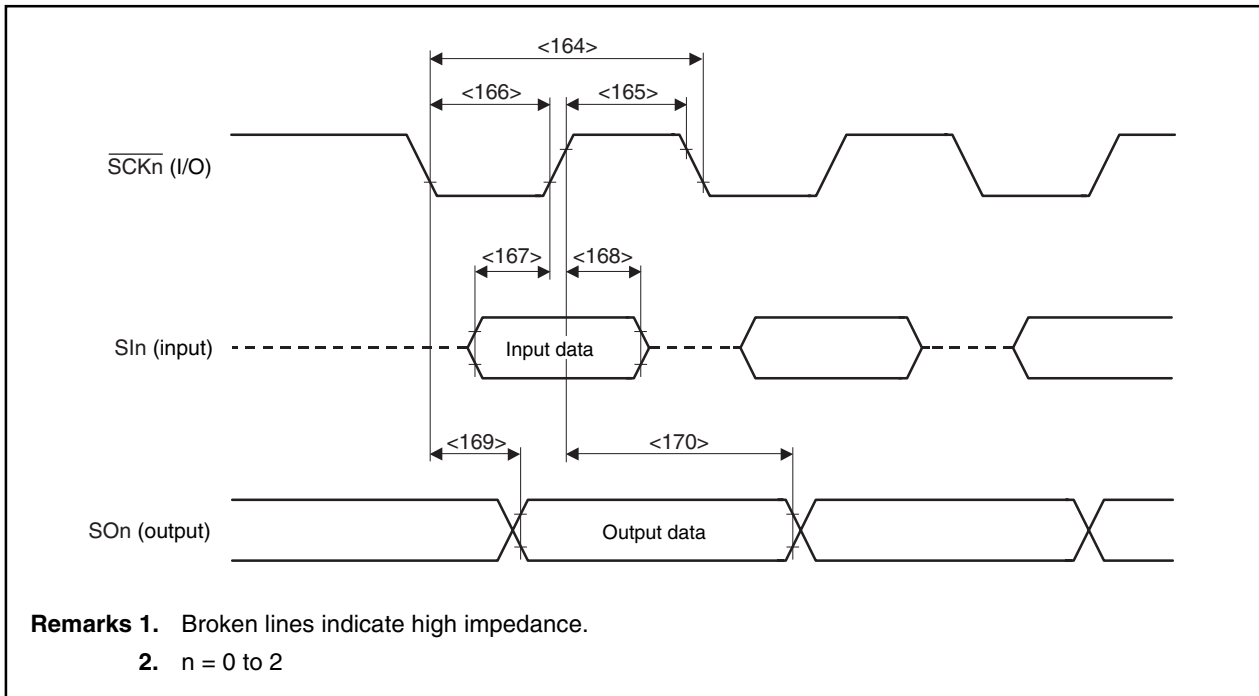 <164>
<166> <165>
SCKn (I/O)
<167> <168>
SIn (input)
Input data
<169> <170>
SOn (output)
Output data
Remarks 1. Broken lines indicate high impedance.
2. n = 0 to 2